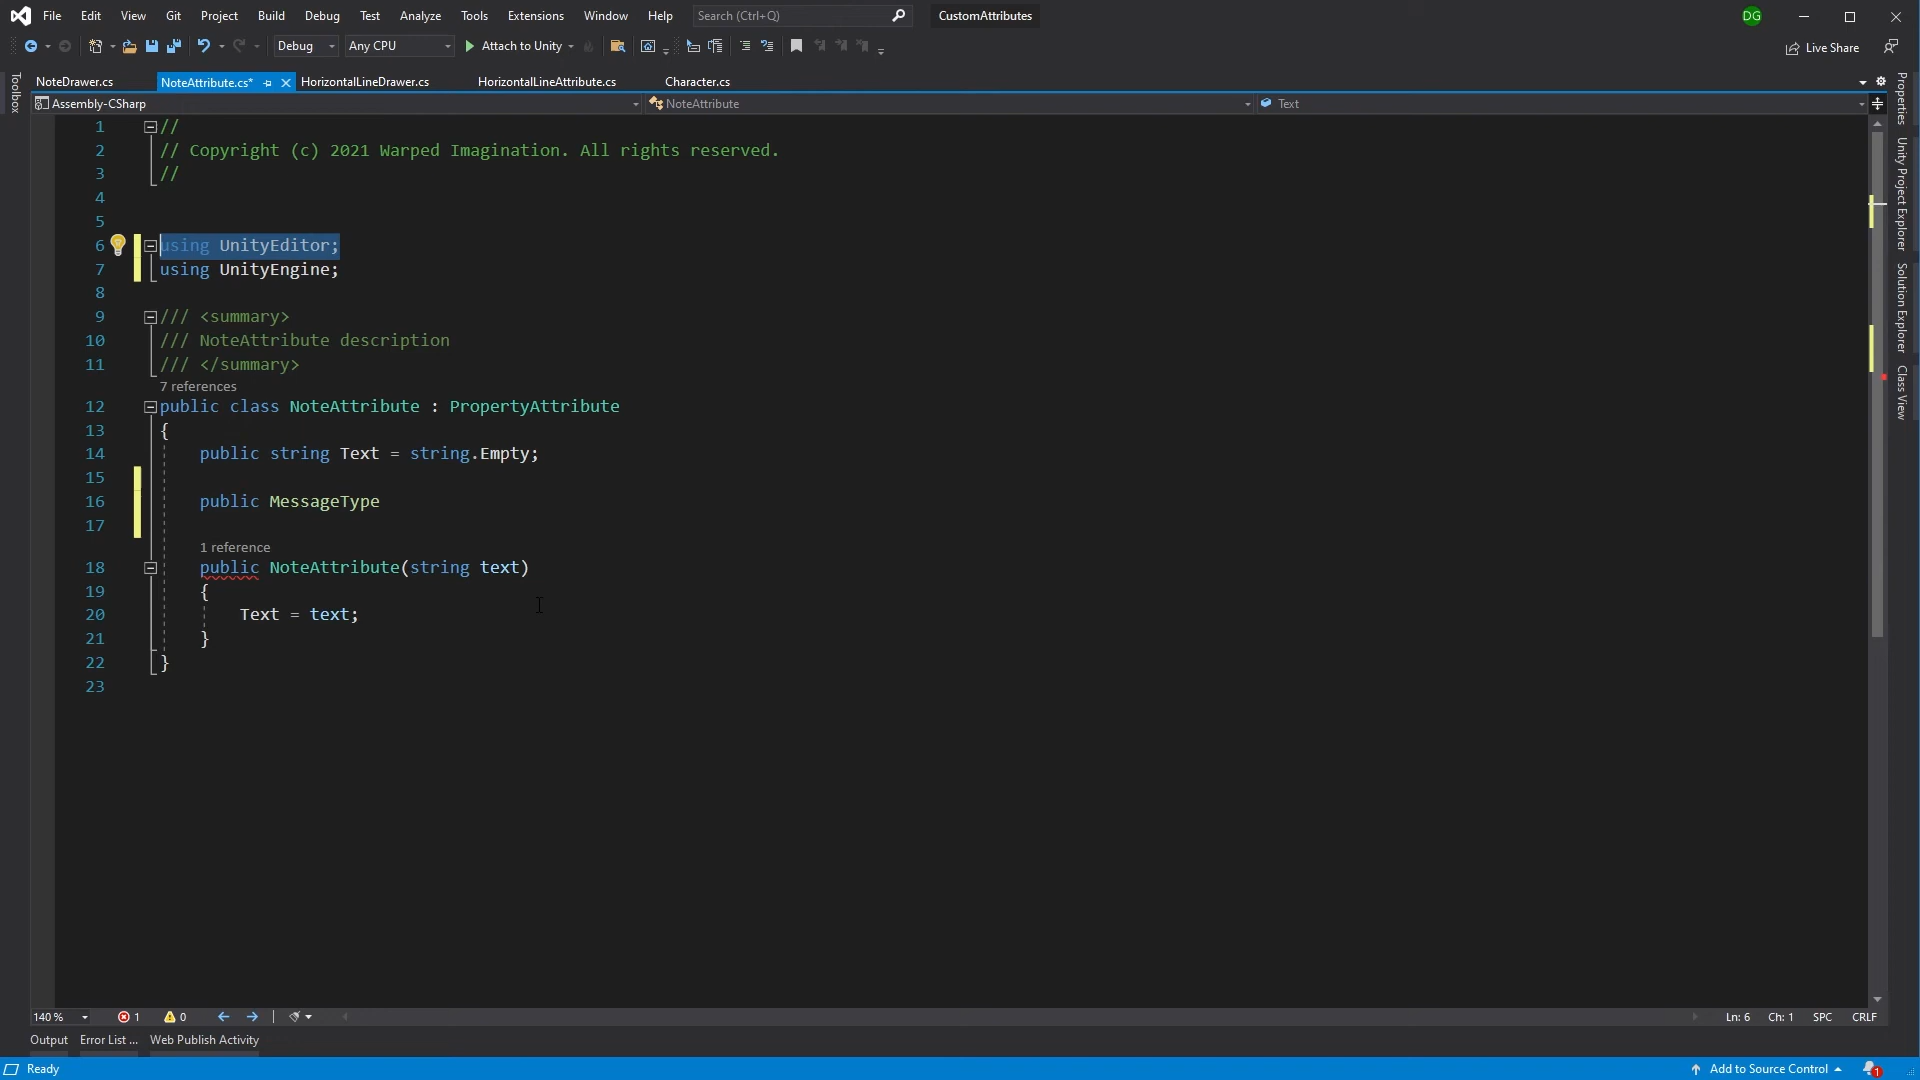 File Edit View Git Project Build Debug Test Analyze Tools Extensions Window Help Search (Ctrl+Q) CustomAttributes DG
Debug Any CPU Attach to Unity Live Share
NoteDrawer.cs NoteAttribute.cs* HorizontalLineDrawer.cs HorizontalLineAttribute.cs Character.cs
Assembly-CSharp NoteAttribute Text
Toolbox
Properties
Unity Project Explorer
Solution Explorer
Class View
1 //
2 // Copyright (c) 2021 Warped Imagination. All rights reserved.
3 //
4
5
6 using UnityEditor;
7 using UnityEngine;
8
9 /// <summary>
10 /// NoteAttribute description
11 /// </summary>
7 references
12 public class NoteAttribute : PropertyAttribute
13 {
14 public string Text = string.Empty;
15
16 public MessageType
17
1 reference
18 public NoteAttribute(string text)
19 {
20 Text = text;
21 }
22 }
23
140 % 1 0 Ln: 6 Ch: 1 SPC CRLF
Output Error List ... Web Publish Activity
Ready Add to Source Control 1